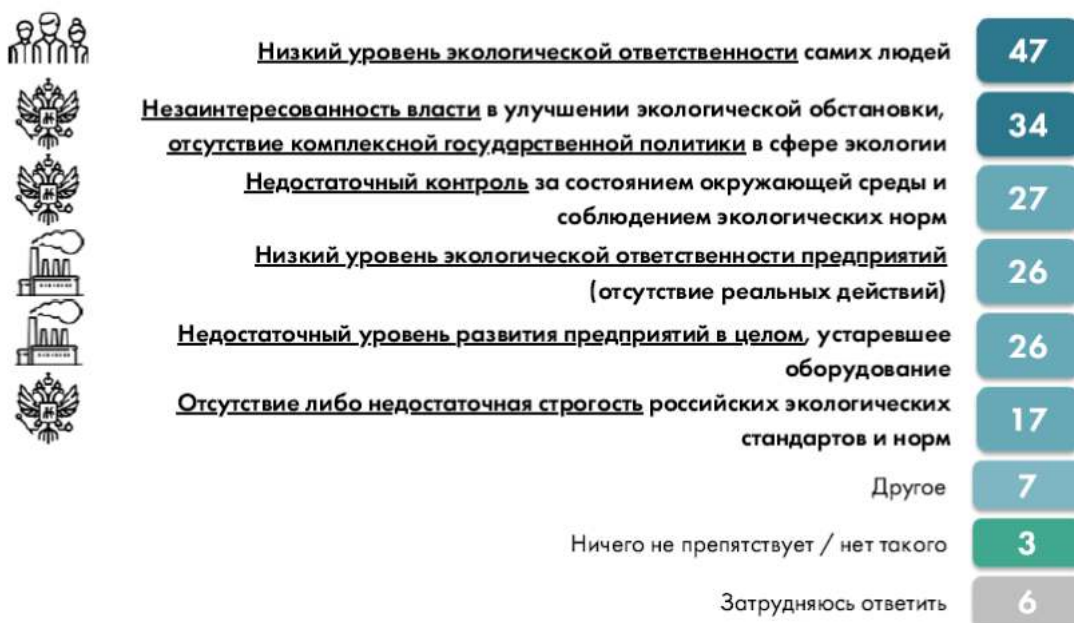 Низкий уровень экологической ответственности самих людей
47
Незаинтересованность власти в улучшении экологической обстановки,
отсутствие комплексной государственной политики в сфере экологии
34
Недостаточный контроль за состоянием окружающей среды и
соблюдением экологических норм
27
Низкий уровень экологической ответственности предприятий
(отсутствие реальных действий)
26
Недостаточный уровень развития предприятий в целом, устаревшее
оборудование
26
Отсутствие либо недостаточная строгость российских экологических
стандартов и норм
17
Другое
7
Ничего не препятствует / нет такого
3
Затрудняюсь ответить
6